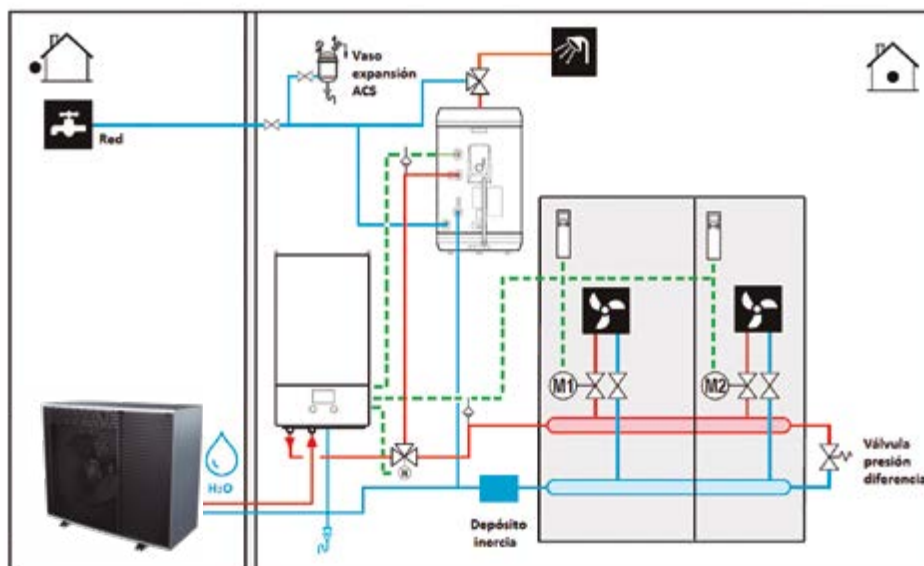 Vaso
expansión
ACS
Red
M1
M2
H₂O
Válvula
presión
diferencia
Depósito
inercia